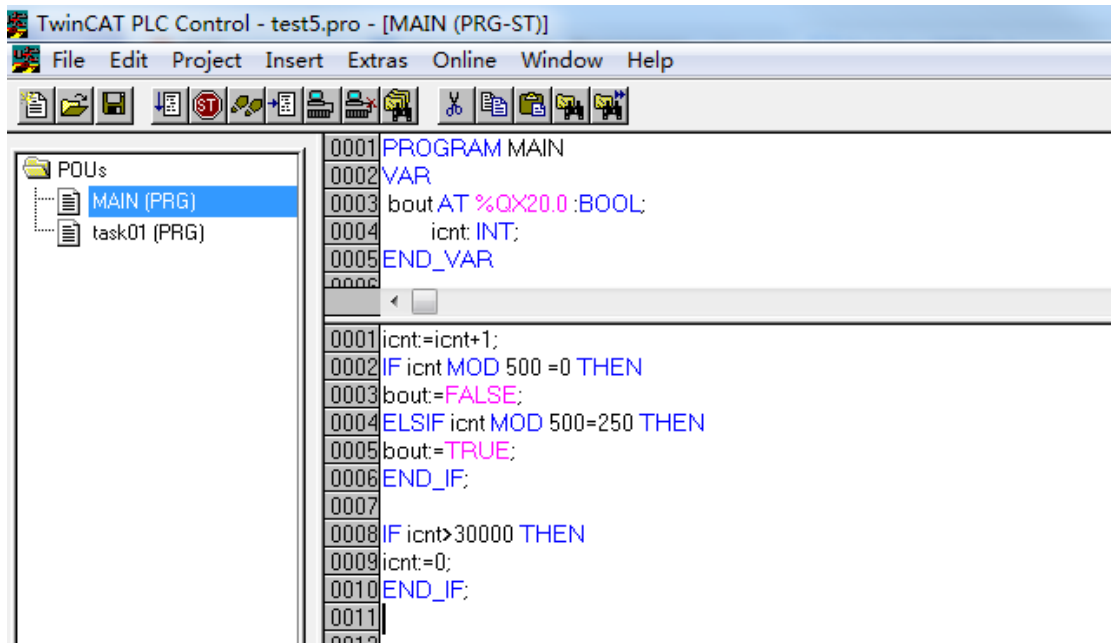 TwinCAT PLC Control - test5.pro - [MAIN (PRG-ST)]
File Edit Project Insert Extras Online Window Help
POUs
MAIN (PRG)
task01 (PRG)
0001 PROGRAM MAIN
0002 VAR
0003 bout AT %QX20.0 :BOOL;
0004 icnt: INT;
0005 END_VAR
0006
0001 icnt:=icnt+1;
0002 IF icnt MOD 500 =0 THEN
0003 bout:=FALSE;
0004 ELSIF icnt MOD 500=250 THEN
0005 bout:=TRUE;
0006 END_IF;
0007
0008 IF icnt>30000 THEN
0009 icnt:=0;
0010 END_IF;
0011
0012